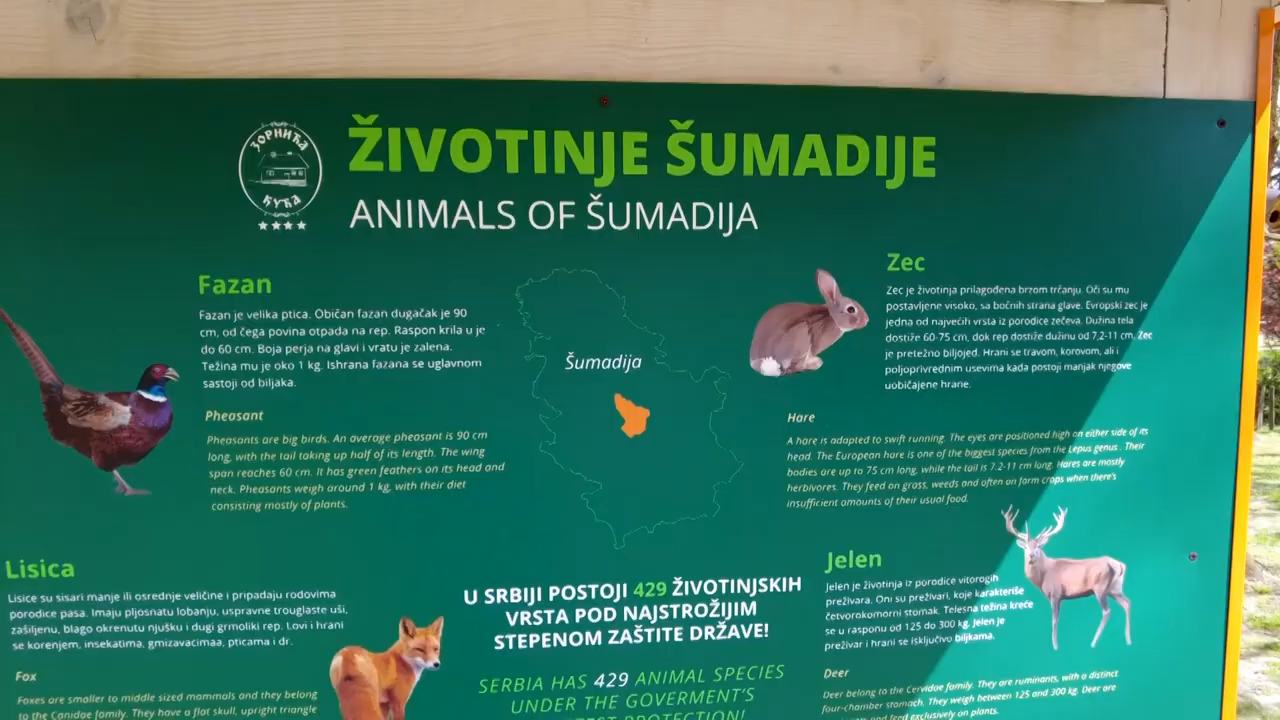 ЗОРНИЋА
КУЋА
ŽIVOTINJE ŠUMADIJE
ANIMALS OF ŠUMADIJA
Fazan
Fazan je velika ptica. Običan fazan dugačak je 90
cm, od čega povina otpada na rep. Raspon krila u je
do 60 cm. Boja perja na glavi i vratu je zalena.
Težina mu je oko 1 kg. Ishrana fazana se uglavnom
sastoji od biljaka.
Pheasant
Pheasants are big birds. An average pheasant is 90 cm
long, with the tail taking up half of its length. The wing
span reaches 60 cm. It has green feathers on its head and
neck. Pheasants weigh around 1 kg, with their diet
consisting mostly of plants.
Šumadija
Zec
Zec je životinja prilagođena brzom trčanju. Oči su mu
postavljene visoko, sa bočnih strana glave. Evropski zec je
jedna od najvećih vrsta iz porodice zečeva. Dužina tela
dostiže 60-75 cm, dok rep dostiže dužinu od 7,2-11 cm. Zec
je pretežno biljojed. Hrani se travom, korovom, ali i
poljoprivrednim usevima kada postoji manjak njegove
uobičajene hrane.
Hare
A hare is adapted to swift running. The eyes are positioned high on either side of its
head. The European hare is one of the biggest species from the Lepus genus. Their
bodies are up to 75 cm long, while the tail is 7.2-11 cm long. Hares are mostly
herbivores. They feed on grass, weeds and often on farm crops when there's
insufficient amounts of their usual food.
Lisica
Lisice su sisari manje ili osrednje veličine i pripadaju rodovima
porodice pasa. Imaju pljosnatu lobanju, uspravne trouglaste uši,
zašiljenu, blago okrenutu njušku i dugi grmoliki rep. Lovi i hrani
se korenjem, insekatima, gmizavacimaa, pticama i dr.
Fox
Foxes are smaller to middle sized mammals and they belong
to the Canidae family. They have a flat skull, upright triangle
U SRBIJI POSTOJI 429 ŽIVOTINJSKIH
VRSTA POD NAJSTROŽIJIM
STEPENOM ZAŠTITE DRŽAVE!
SERBIA HAS 429 ANIMAL SPECIES
UNDER THE GOVERMENT'S
PROTECTION!
Jelen
Jelen je životinja iz porodice vitorogih
preživara. Oni su preživari, koje karakteriše
četvorokomorni stomak. Telesna težina kreće
se u rasponu od 125 do 300 kg. Jelen je
preživar i hrani se isključivo biljkama.
Deer
Deer belong to the Cervidae family. They are ruminants, with a distinct
four-chamber stomach. They weigh between 125 and 300 kg. Deer are
and feed exclusively on plants.